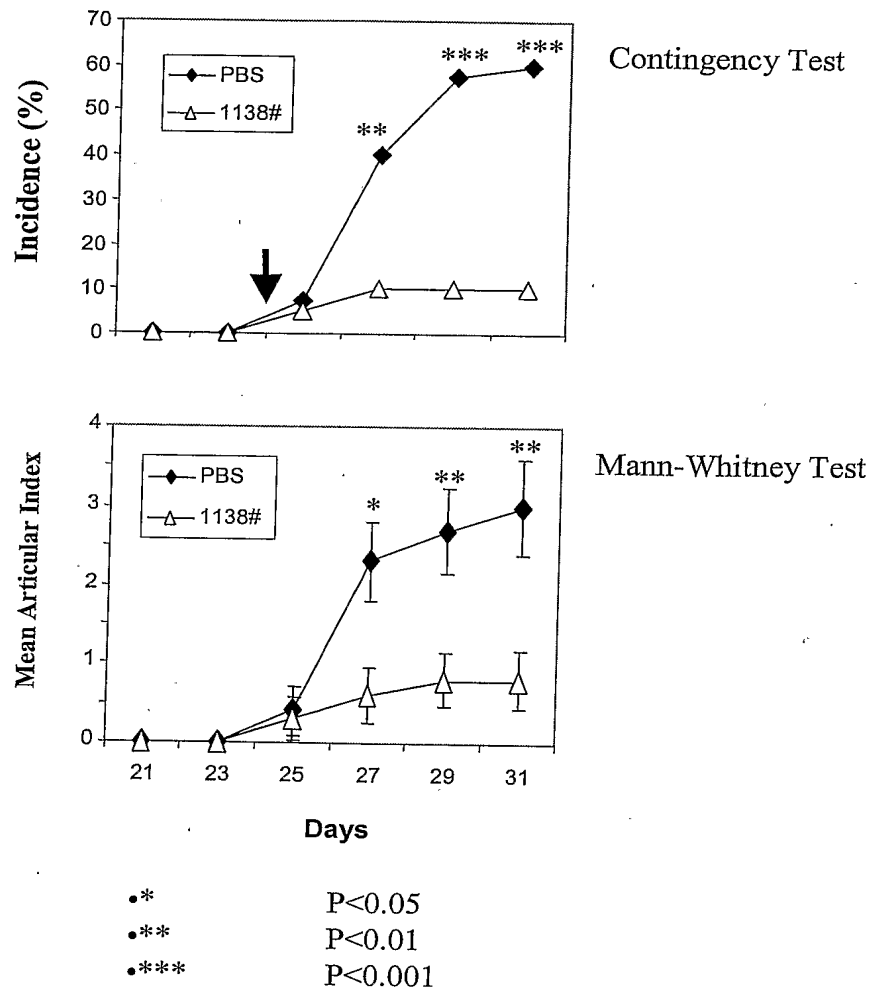 70
60
50
40
30
20
10
0
Incidence (%)
PBS
1138#
**
***
***
Contingency Test
4
3
2
1
0
Mean Articular Index
PBS
1138#
*
**
**
Mann-Whitney Test
21 23 25 27 29 31
Days
•* P<0.05
•** P<0.01
•*** P<0.001